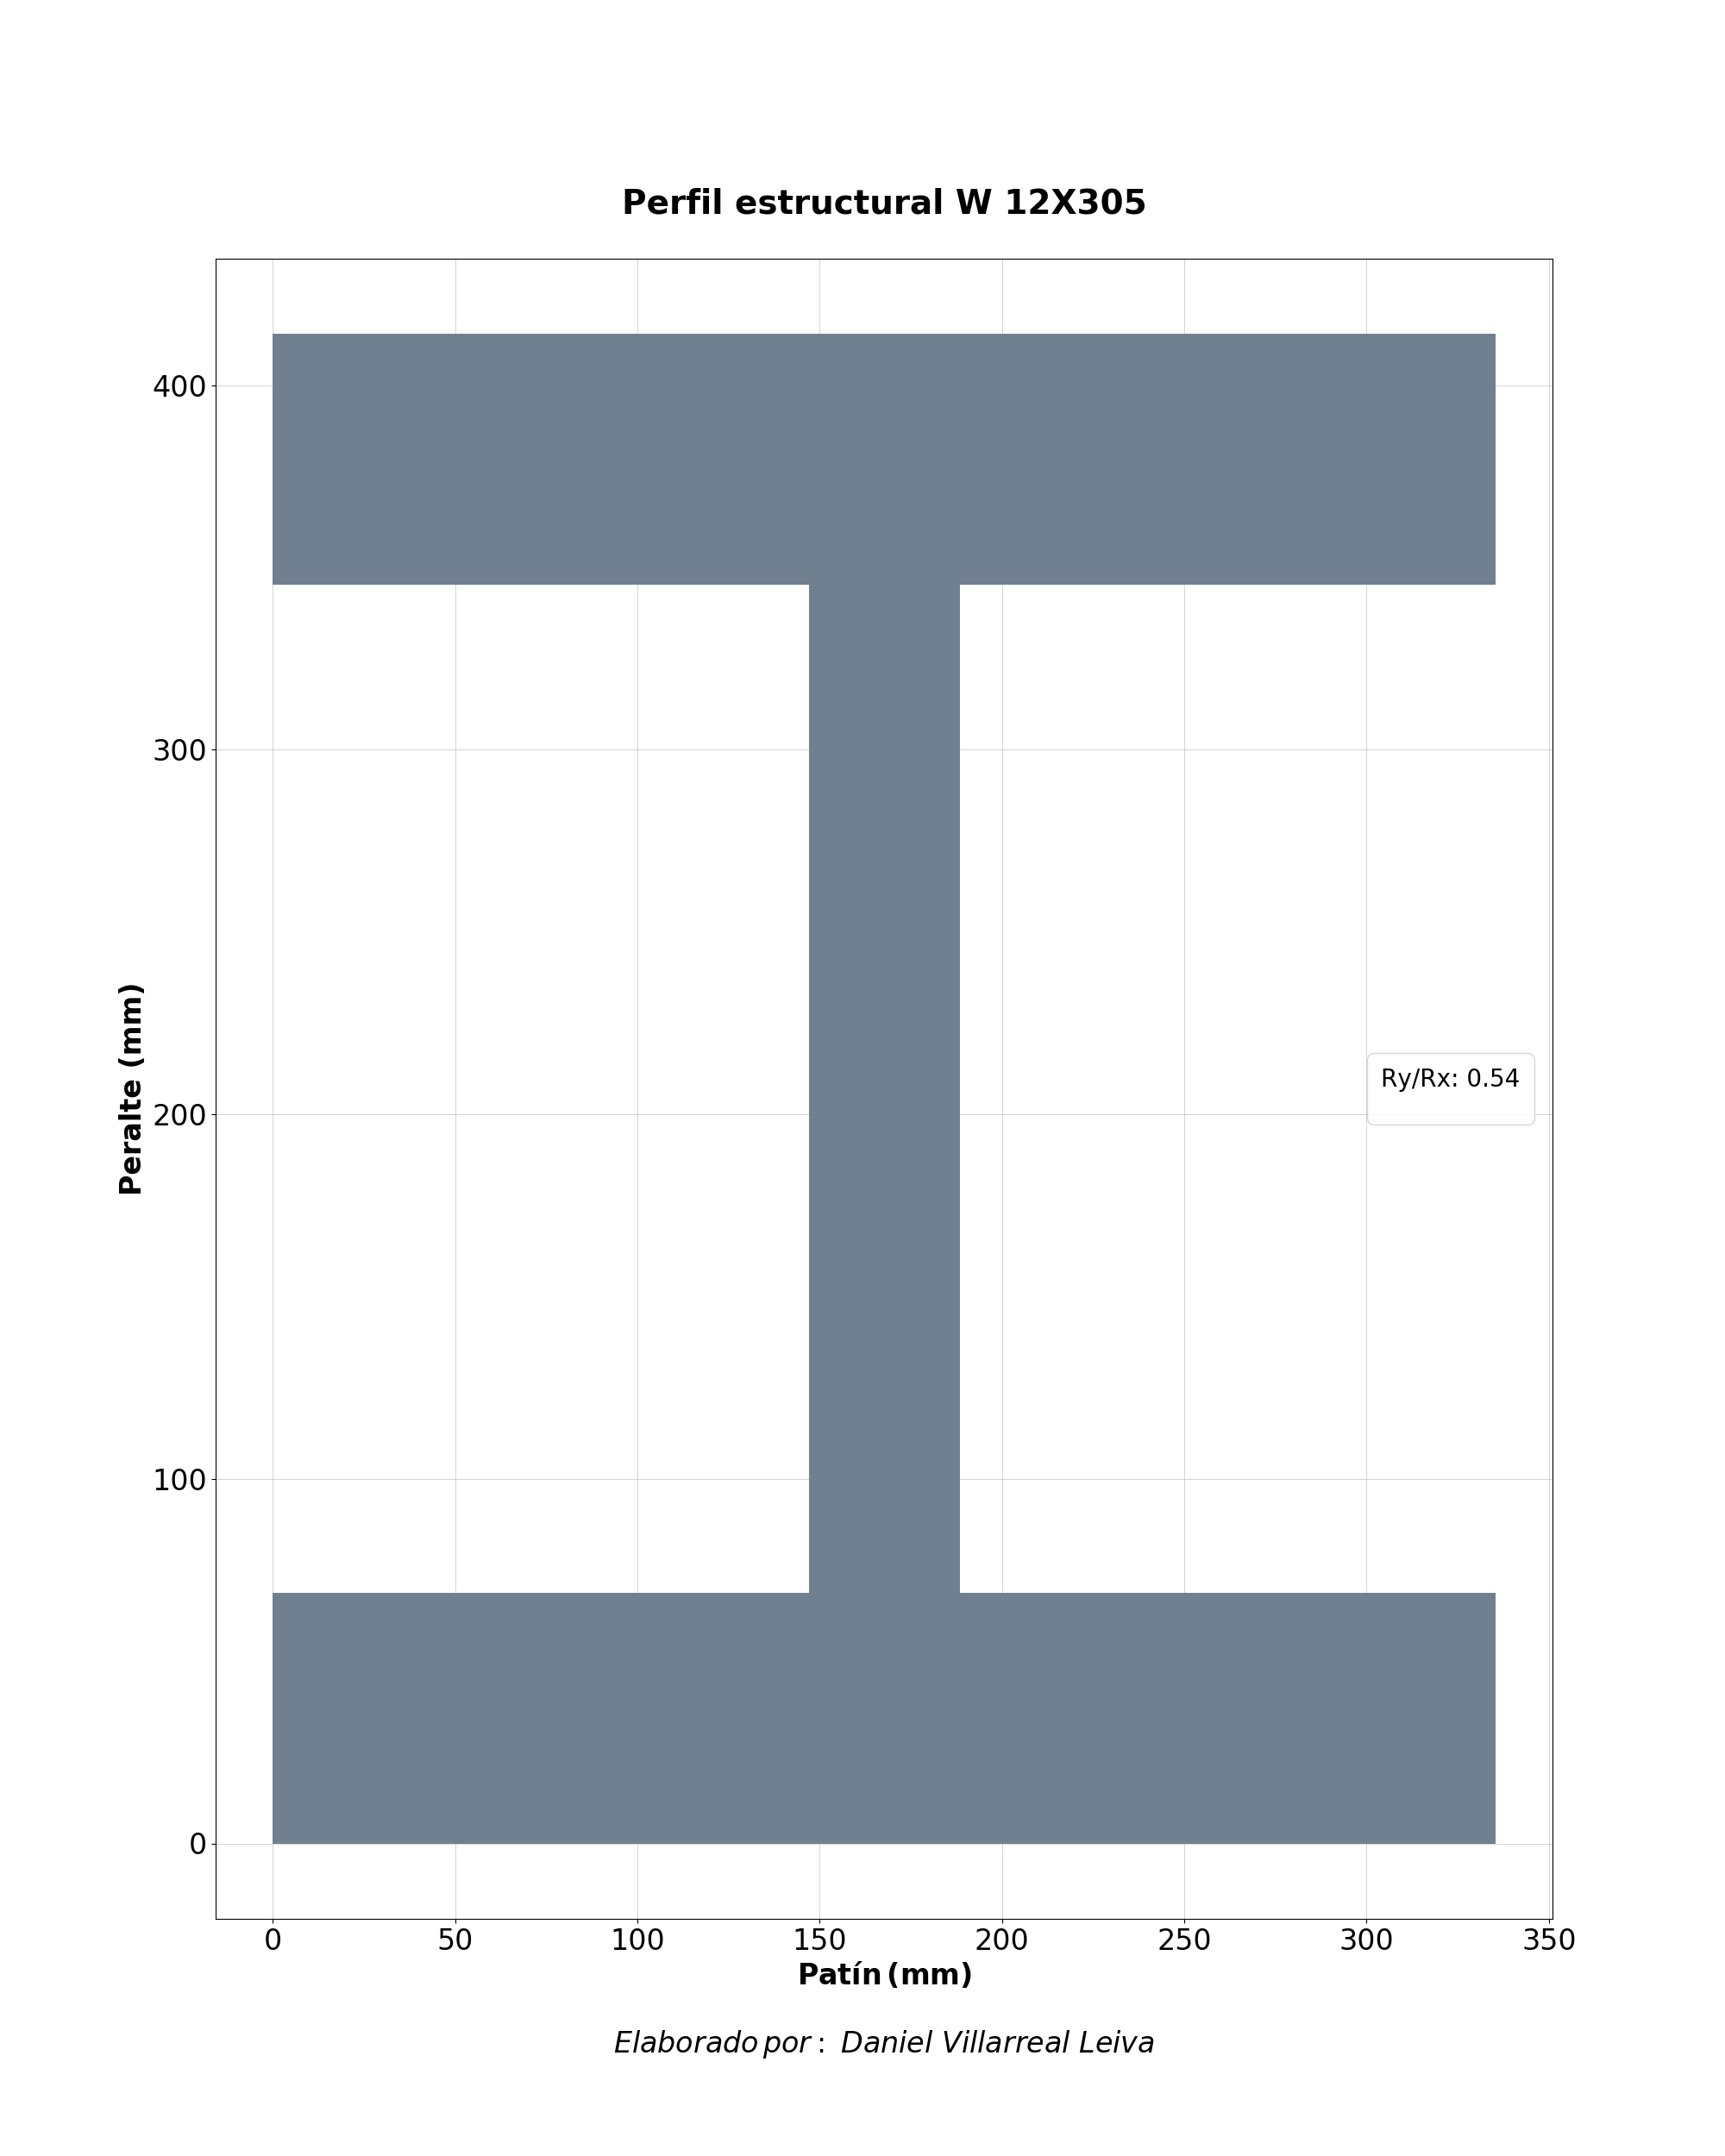 Perfil estructural W 12X305
400
300
200
100
0
Peralte (mm)
Ry/Rx: 0.54
0 50 100 150 200 250 300 350
Patín (mm)
Elaborado por: Daniel Villarreal Leiva